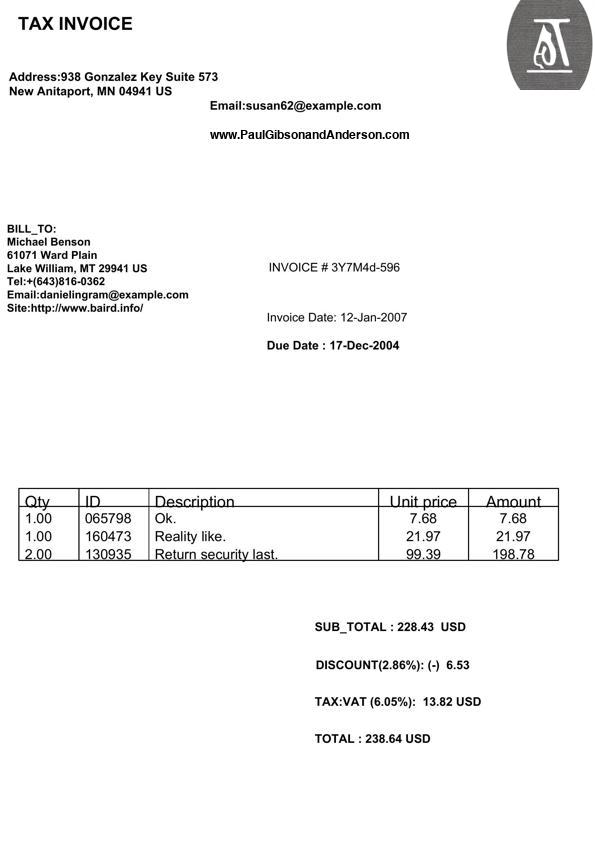 TAX INVOICE
Address:938 Gonzalez Key Suite 573
New Anitaport, MN 04941 US
Email:susan62@example.com
www.PaulGibsonandAnderson.com
BILL_TO:
Michael Benson
61071 Ward Plain
Lake William, MT 29941 US
Tel:+(643)816-0362
Email:danielingram@example.com
Site:http://www.baird.info/
INVOICE # 3Y7M4d-596
Invoice Date: 12-Jan-2007
Due Date : 17-Dec-2004
Qty ID Description Unit price Amount
1.00 065798 Ok. 7.68 7.68
1.00 160473 Reality like. 21.97 21.97
2.00 130935 Return security last. 99.39 198.78
SUB_TOTAL : 228.43 USD
DISCOUNT(2.86%): (-) 6.53
TAX:VAT (6.05%): 13.82 USD
TOTAL : 238.64 USD